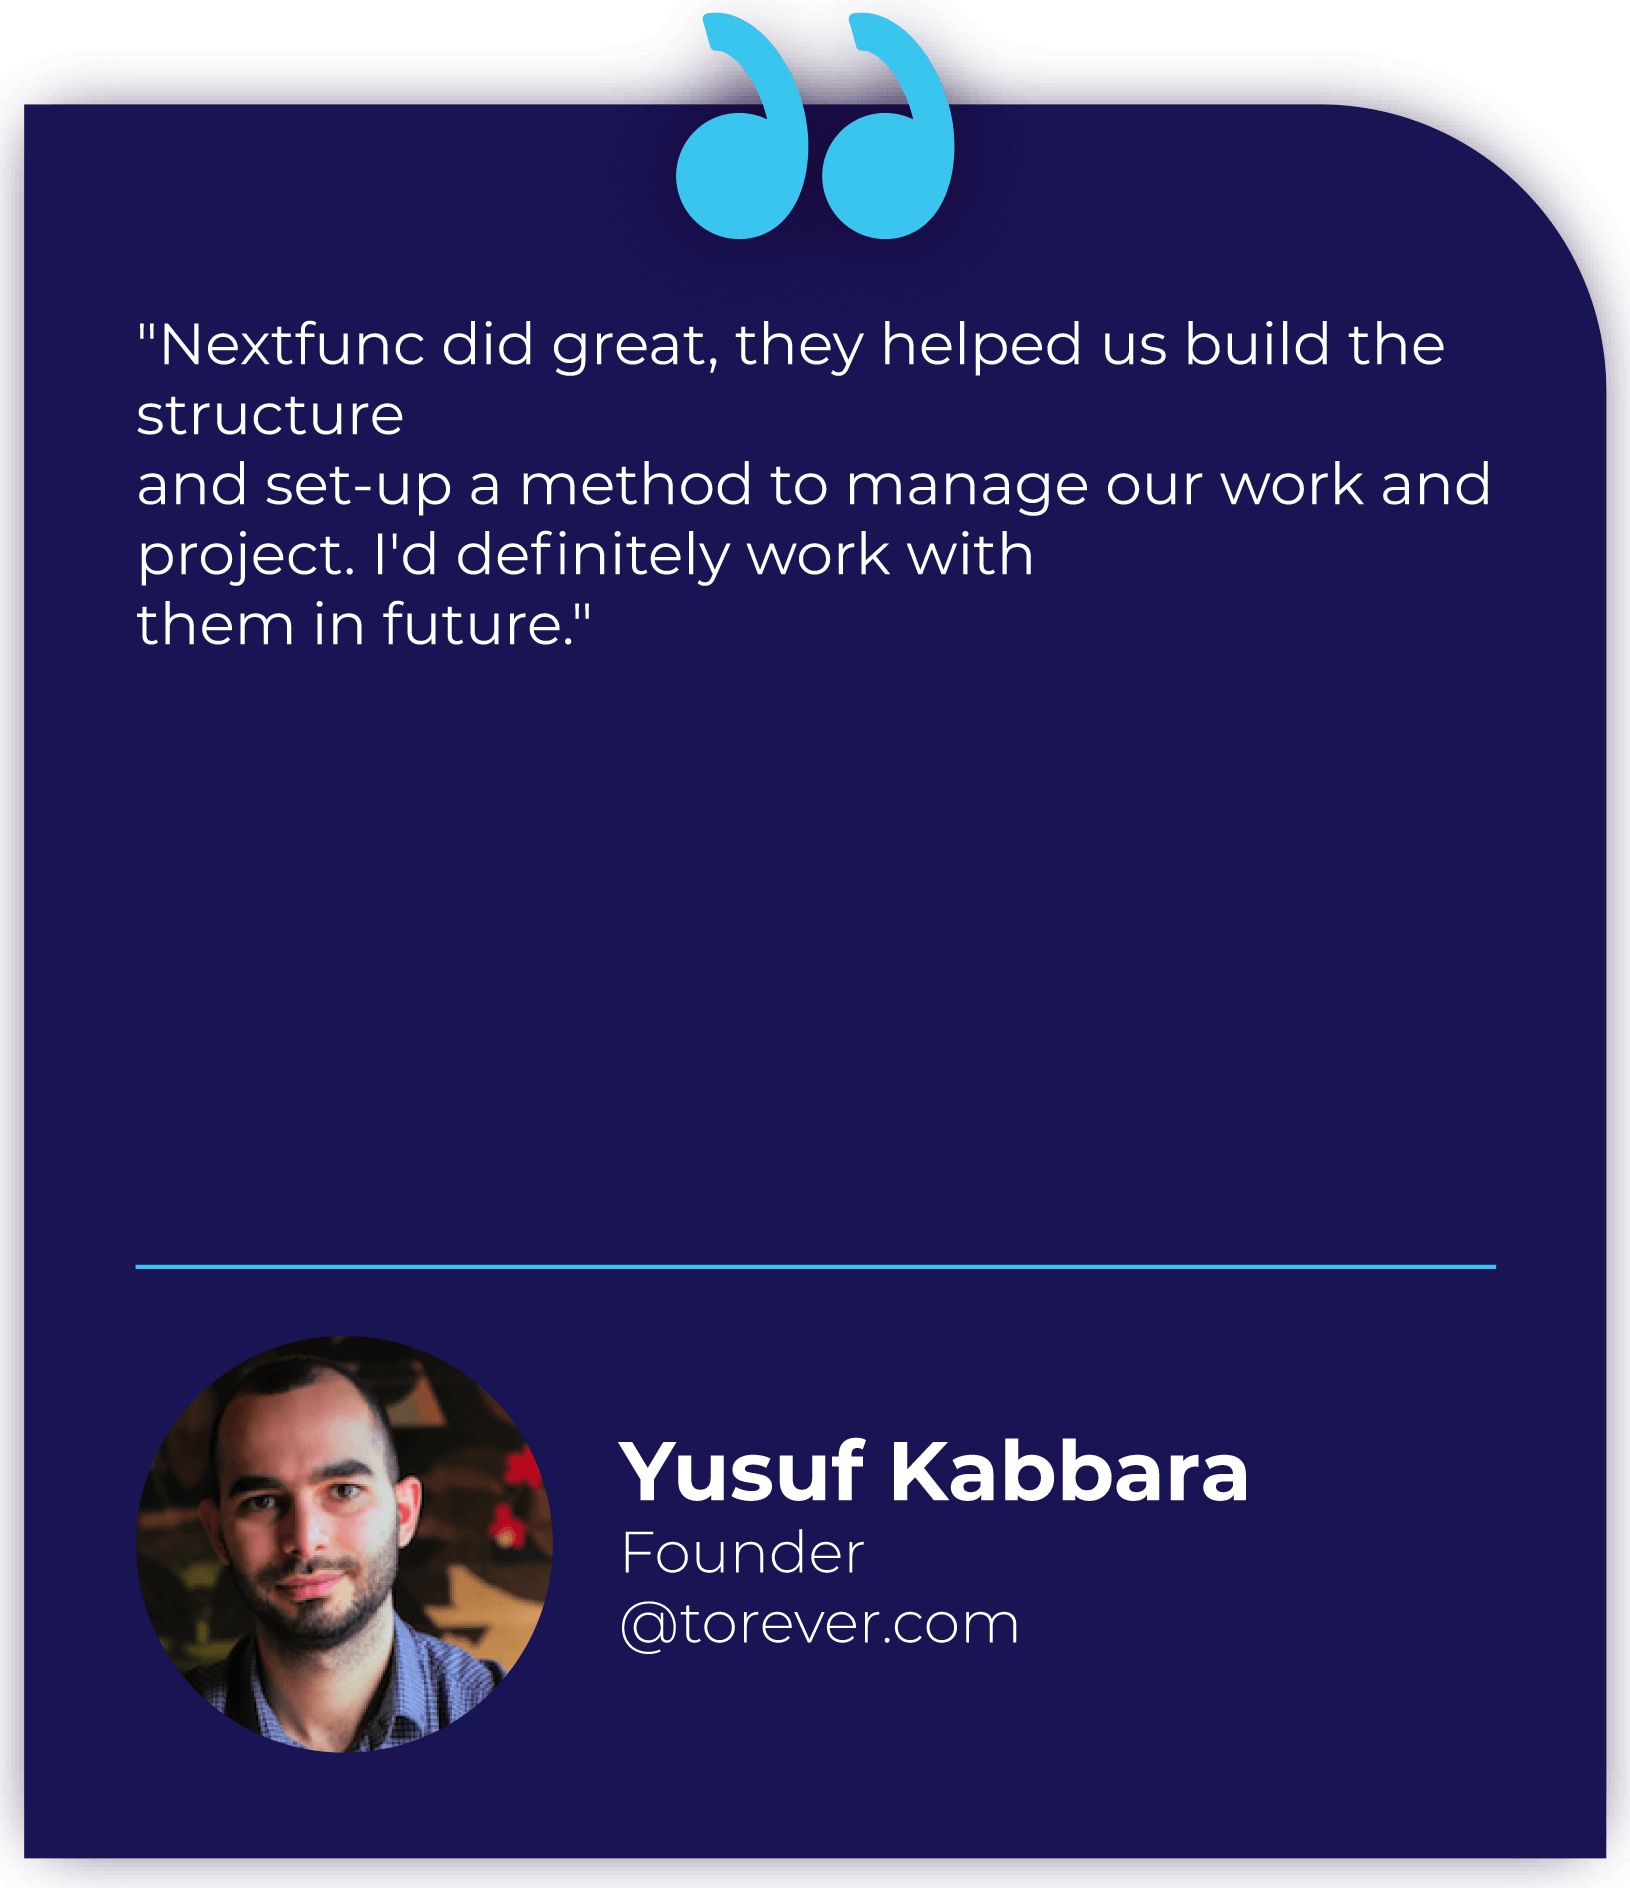 "Nextfunc did great, they helped us build the
structure
and set-up a method to manage our work and
project. I'd definitely work with
them in future."
Yusuf Kabbara
Founder
@torever.com